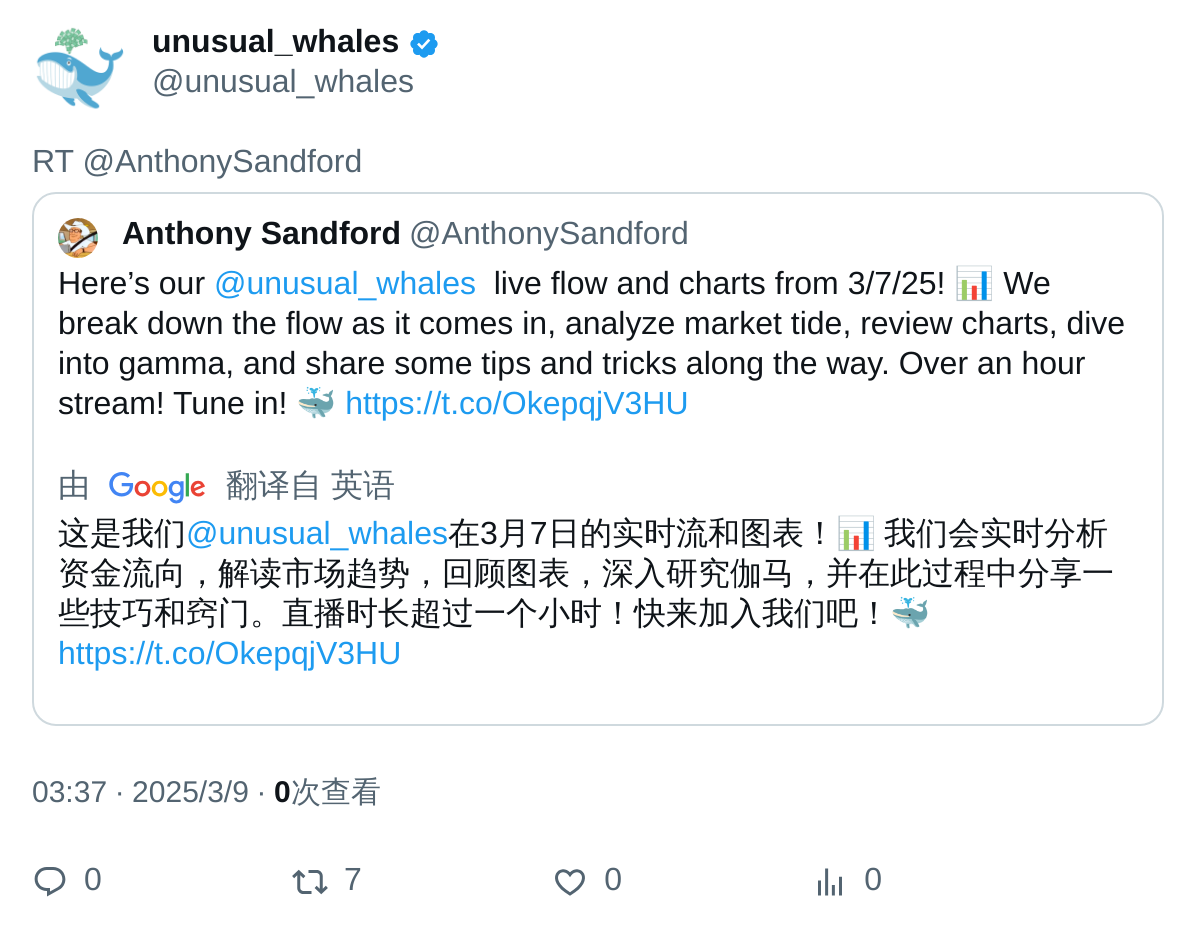 unusual_whales
@unusual_whales
RT @AnthonySandford
Anthony Sandford @AnthonySandford
Here’s our @unusual_whales  live flow and charts from 3/7/25! 📊 We
break down the flow as it comes in, analyze market tide, review charts, dive
into gamma, and share some tips and tricks along the way. Over an hour
stream! Tune in! 🐳 https://t.co/OkepqjV3HU
由 Google 翻译自 英语
这是我们@unusual_whales在3月7日的实时流和图表！📊 我们会实时分析
资金流向，解读市场趋势，回顾图表，深入研究伽马，并在此过程中分享一
些技巧和窍门。直播时长超过一个小时！快来加入我们吧！🐳
https://t.co/OkepqjV3HU
03:37 · 2025/3/9 · 0次查看
0 7 0 0